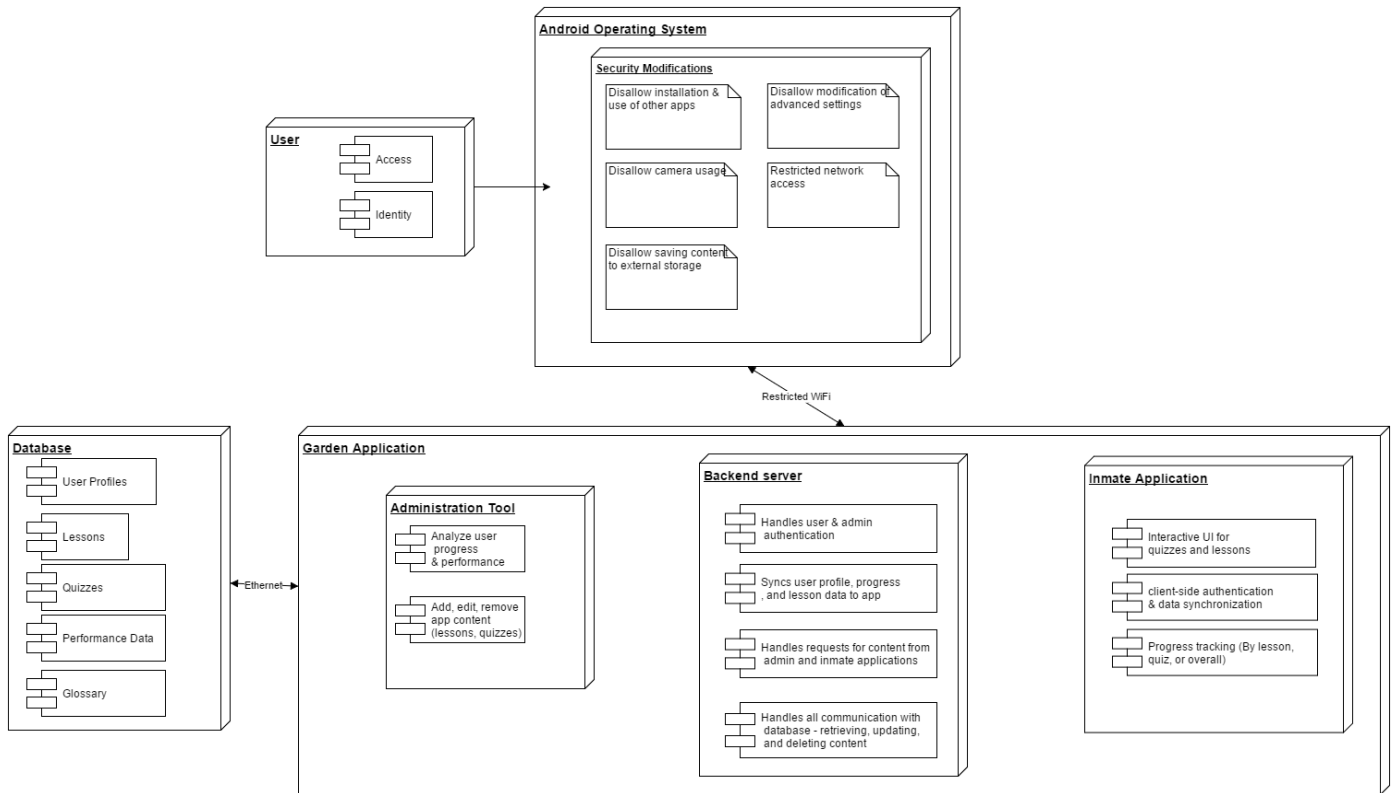 Android Operating System
Security Modifications
Disallow installation &
use of other apps
Disallow modification of
advanced settings
Disallow camera usage
Restricted network
access
Disallow saving content
to external storage
User
Access
Identity
Restricted WiFi
Database
User Profiles
Lessons
Quizzes
Performance Data
Glossary
Ethernet
Garden Application
Administration Tool
Analyze user
progress
& performance
Add, edit, remove
app content
(lessons, quizzes)
Backend server
Handles user & admin
authentication
Syncs user profile, progress
, and lesson data to app
Handles requests for content from
admin and inmate applications
Handles all communication with
database - retrieving, updating,
and deleting content
Inmate Application
Interactive UI for
quizzes and lessons
client-side authentication
& data synchronization
Progress tracking (By lesson,
quiz, or overall)